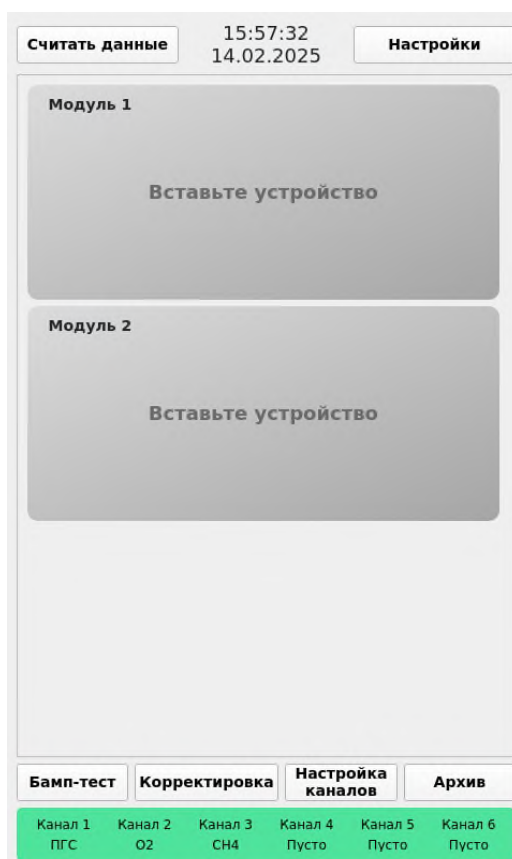 Считать данные
15:57:32
14.02.2025
Настройки
Модуль 1
Вставьте устройство
Модуль 2
Вставьте устройство
Бамп-тест
Корректировка
Настройка
каналов
Архив
Канал 1 Канал 2 Канал 3 Канал 4 Канал 5 Канал 6
ПГС O2 CH4 Пусто Пусто Пусто